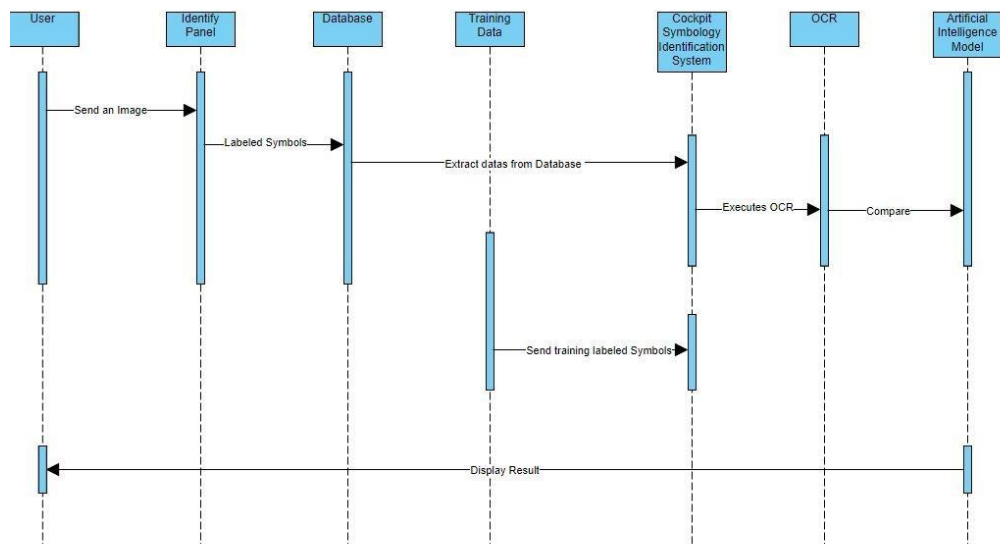 User
Identify
Panel
Database
Training
Data
Cockpit
Symbology
Identification
System
OCR
Artificial
Intelligence
Model
Send an Image
Labeled Symbols
Extract datas from Database
Executes OCR
Compare
Send training labeled Symbols
Display Result